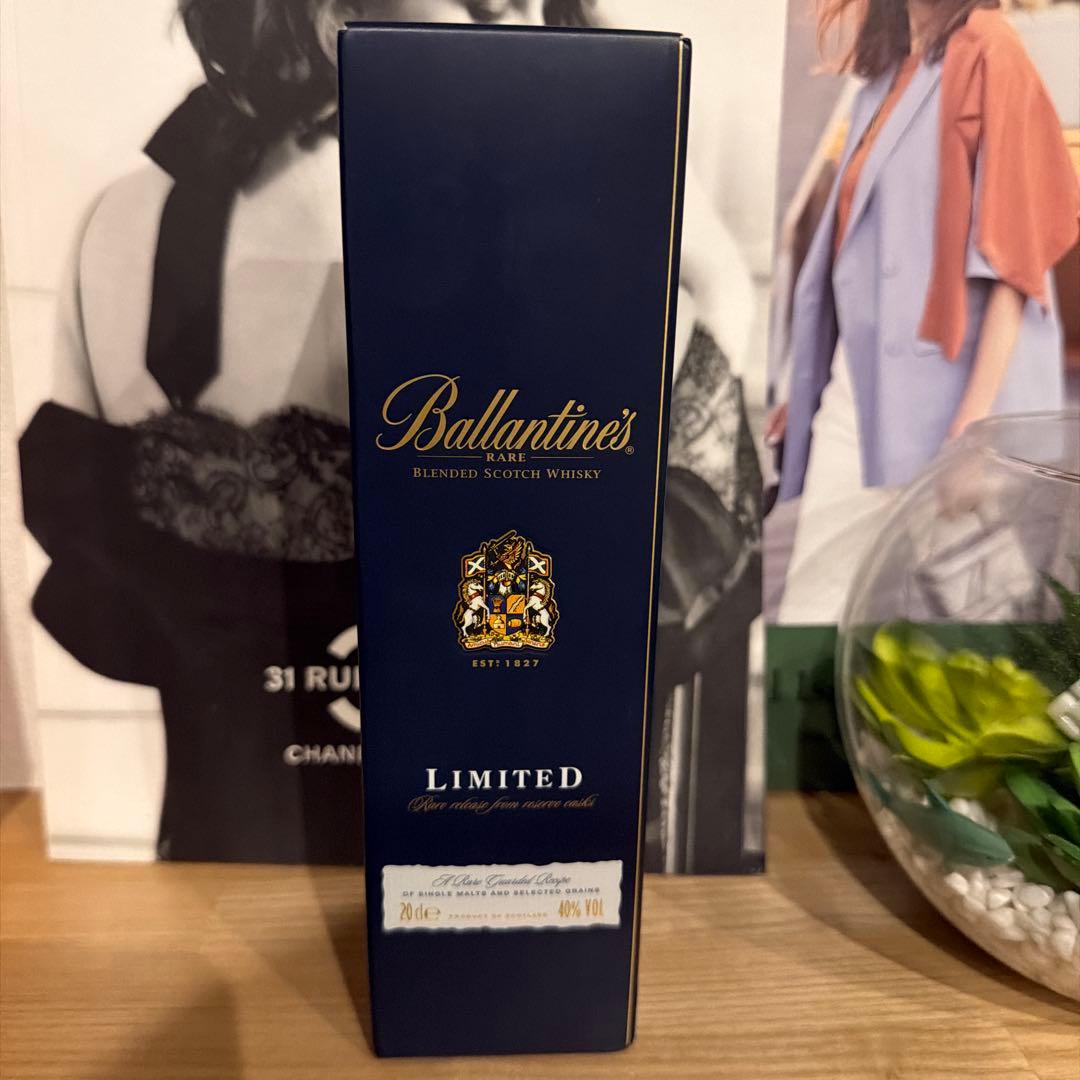 Ballantine's®
RARE
BLENDED SCOTCH WHISKY
EST. 1827
LIMITED
Rare release from reserve casks
A Rare Guarded Recipe
OF SINGLE MALTS AND SELECTED GRAINS
20 cl e PRODUCT OF SCOTLAND 40% VOL
31 RU
CHAN